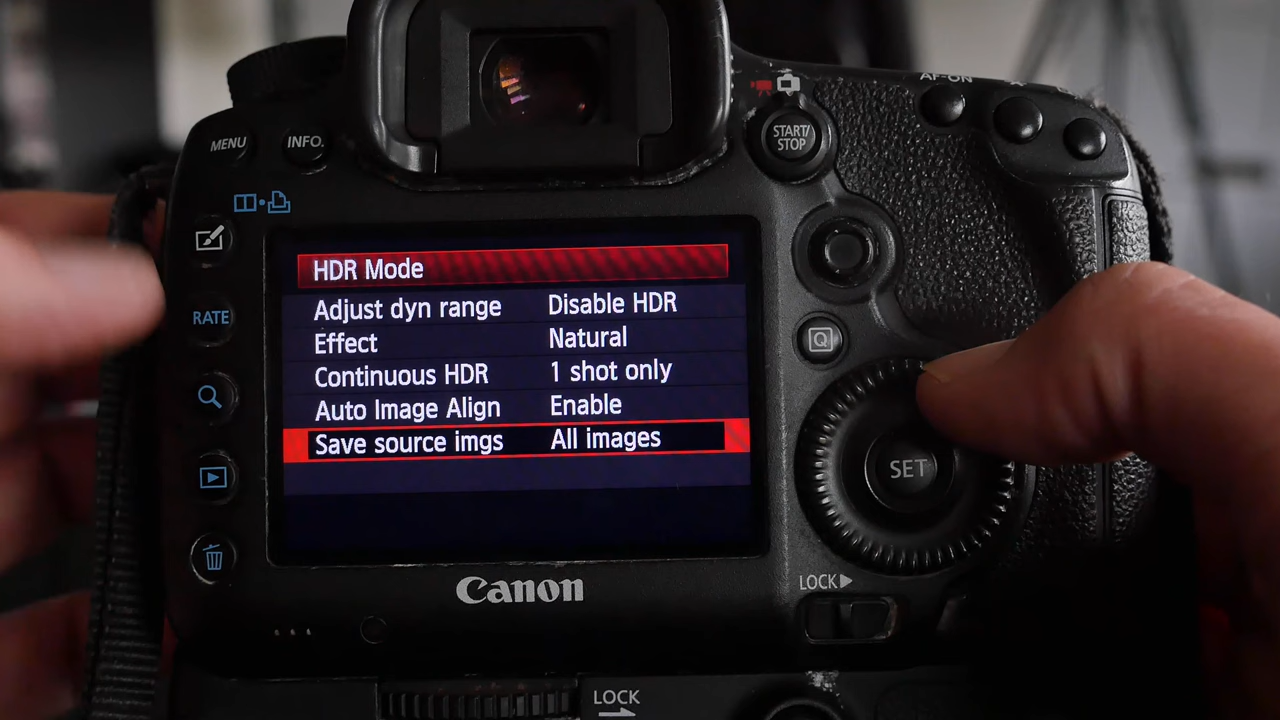 AF-ON
START/
STOP
MENU
INFO.
HDR Mode
Adjust dyn range Disable HDR
Effect Natural
RATE
Q
Continuous HDR 1 shot only
Auto Image Align Enable
Save source imgs All images
SET
Canon
LOCK
LOCK